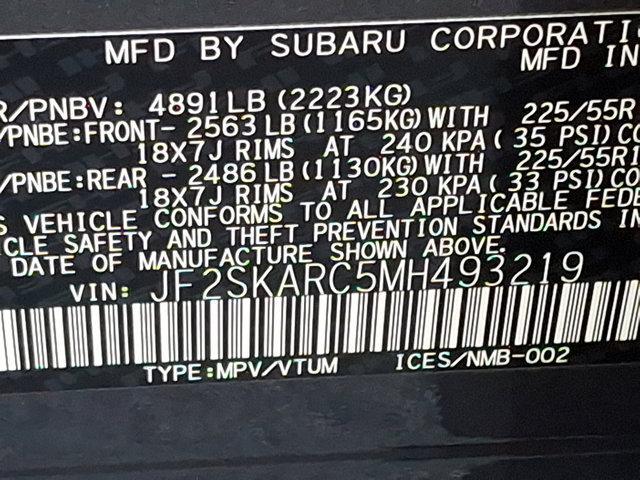 MFD BY SUBARU CORPORATI
MFD IN
R/PNBV: 4891LB (2223KG)
/PNBE:FRONT- 2563 LB (1165KG) WITH 225/55R
18X7J RIMS AT 240 KPA ( 35 PSI) CO
/PNBE:REAR - 2486 LB (1130KG) WITH 225/55R1
18X7J RIMS AT 230 KPA ( 33 PSI) CO
S VEHICLE CONFORMS TO ALL APPLICABLE FEDE
ICLE SAFETY AND THEFT PREVENTION STANDARDS IN
DATE OF MANUFACTURE SHOWN ABOVE.
VIN: JF2SKARC5MH493219
TYPE:MPV/VTUM ICES/NMB-002